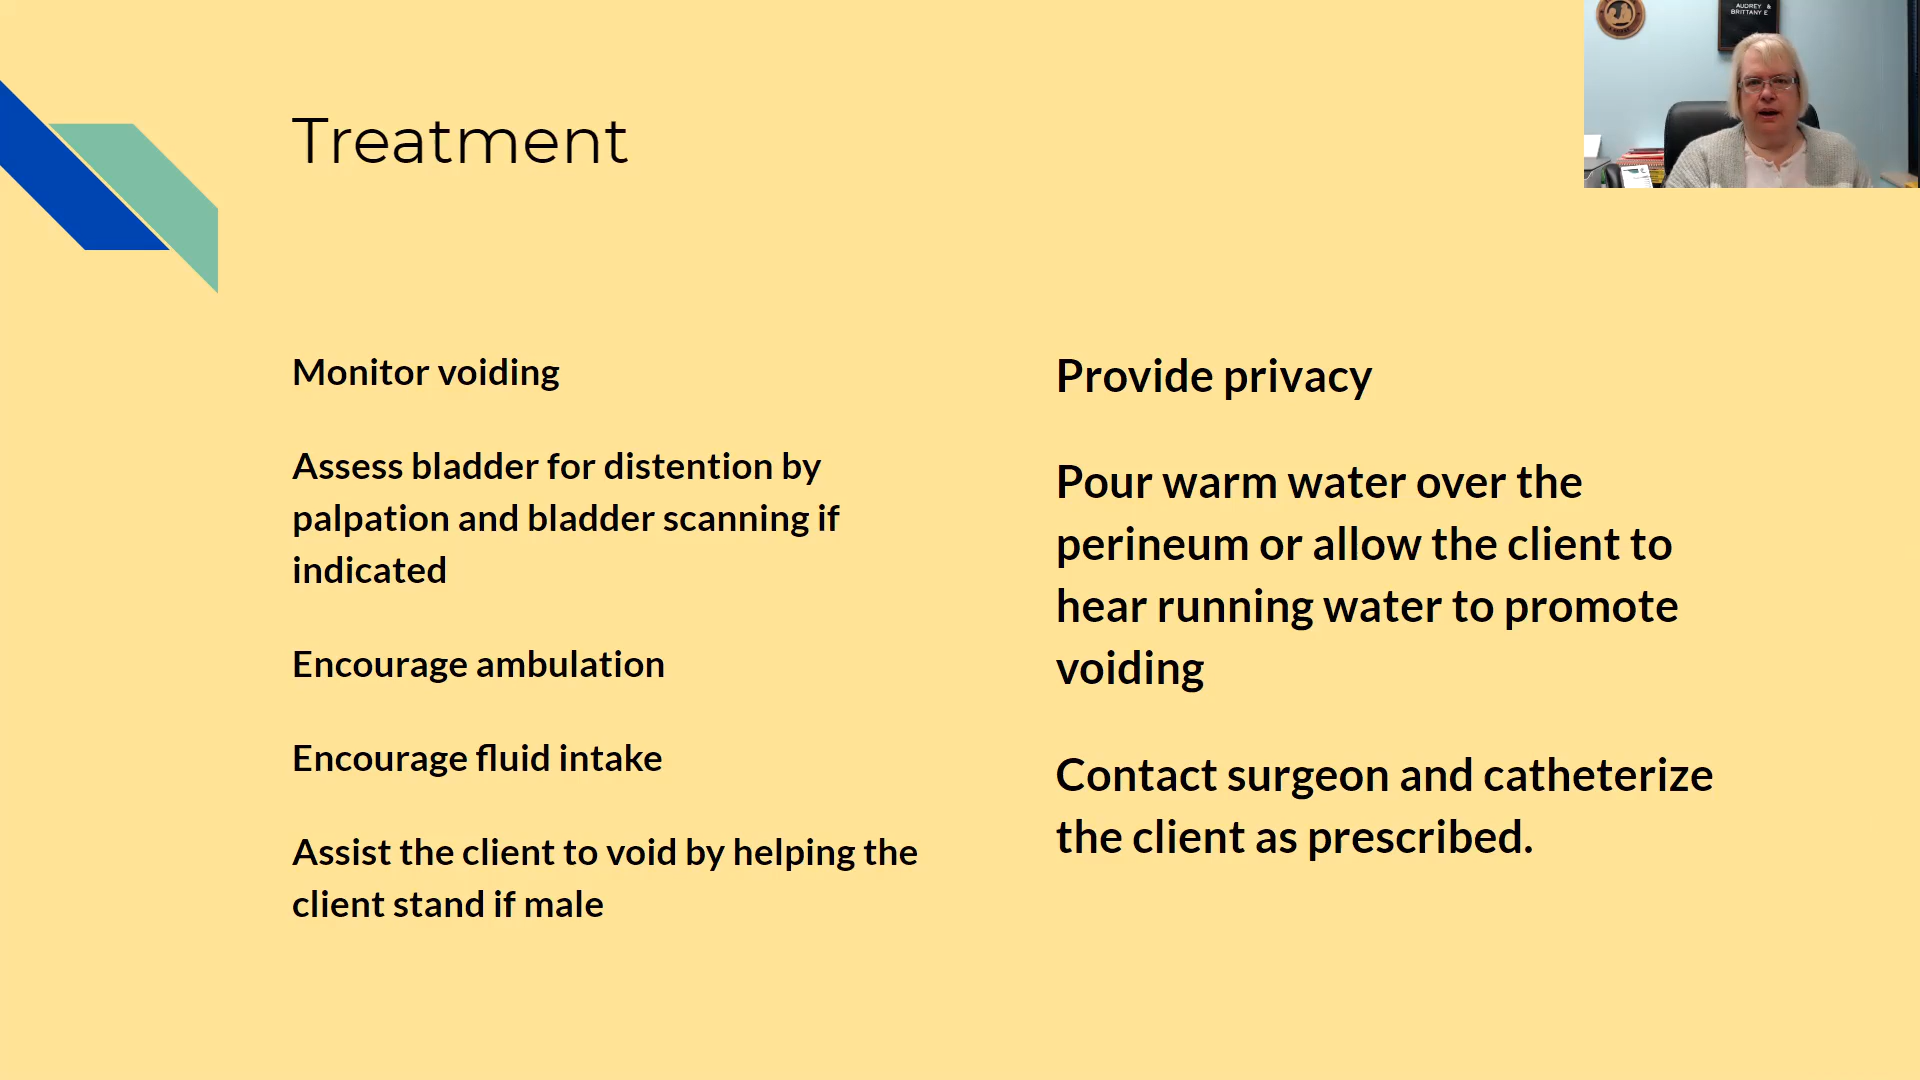 Treatment
Monitor voiding
Assess bladder for distention by
palpation and bladder scanning if
indicated
Encourage ambulation
Encourage fluid intake
Assist the client to void by helping the
client stand if male
Provide privacy
Pour warm water over the
perineum or allow the client to
hear running water to promote
voiding
Contact surgeon and catheterize
the client as prescribed.
AUDREY &
BRITTANY E